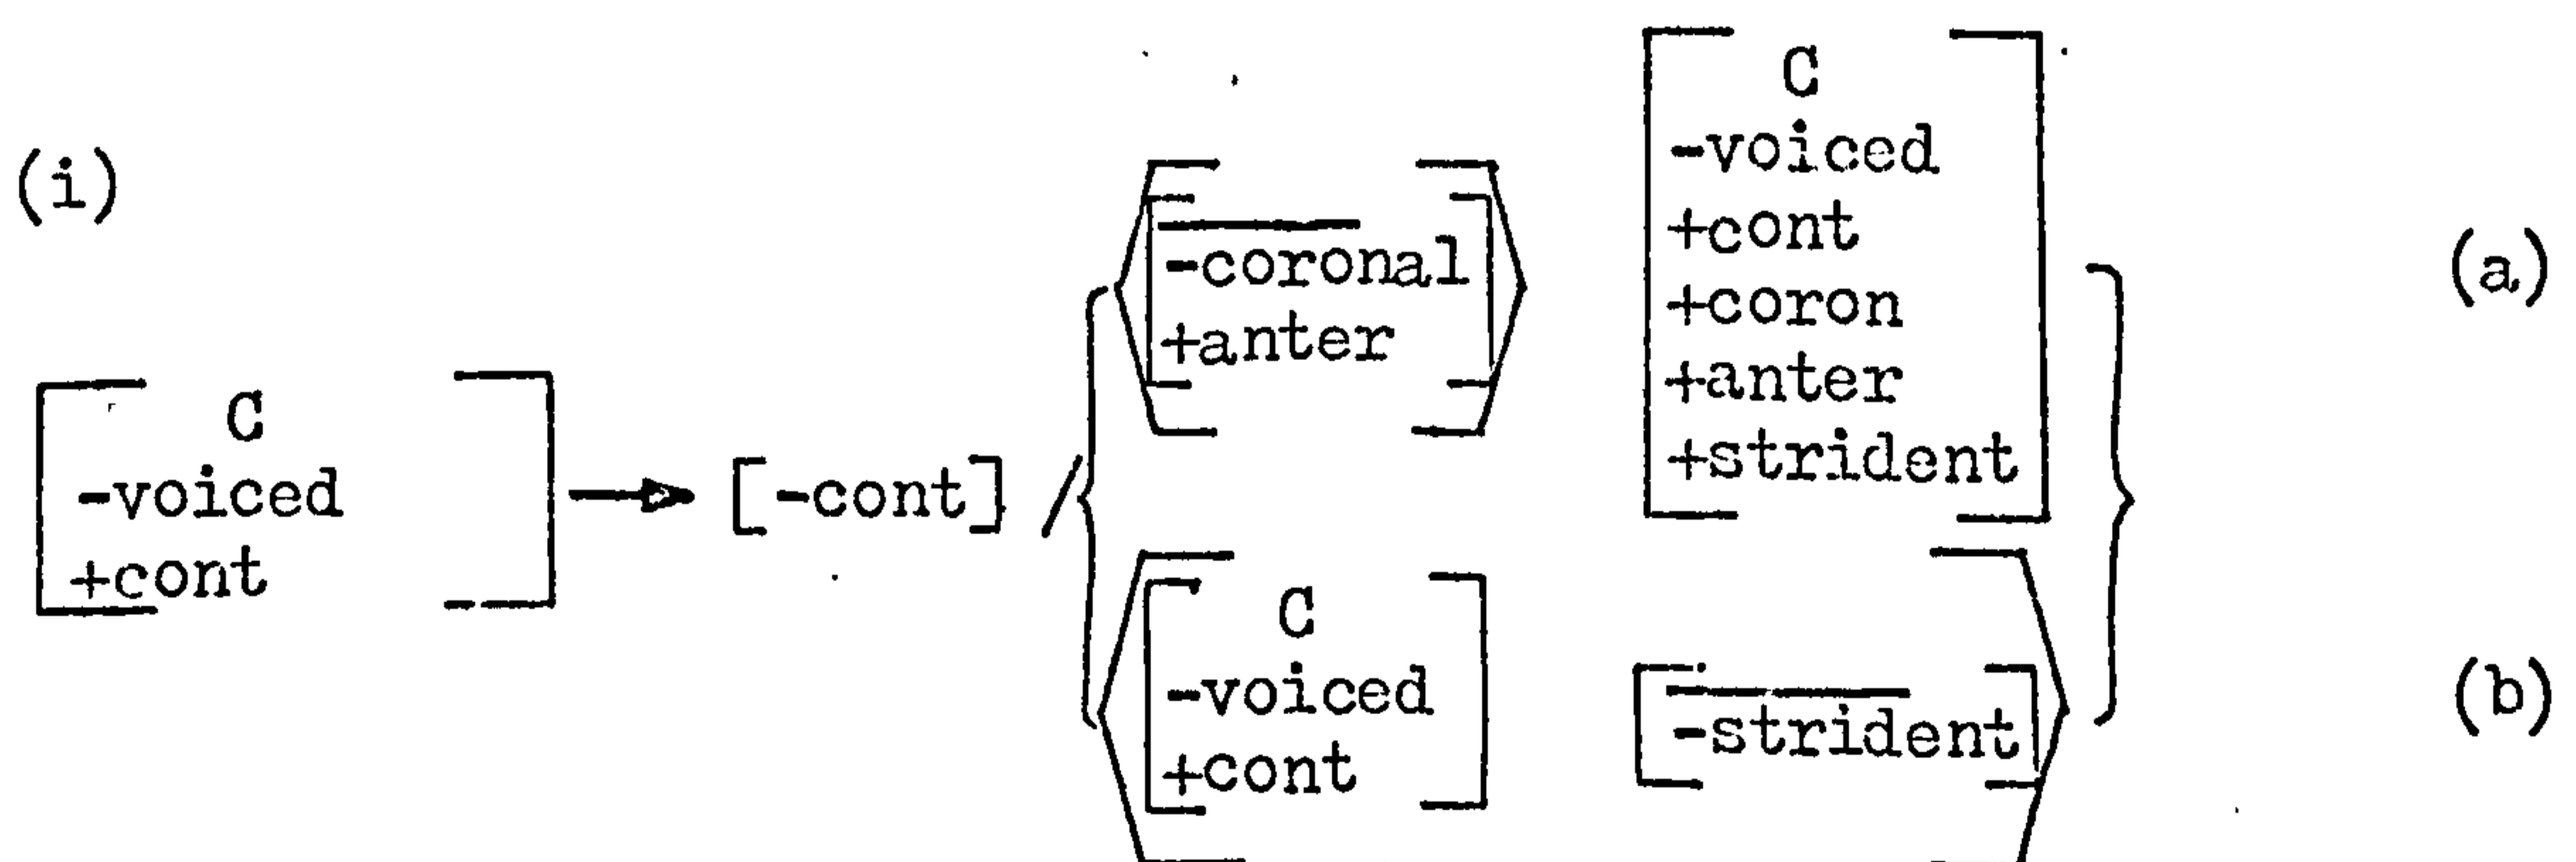 (i)
C
-voiced
+cont
[-cont] /
-coronal
+anter
C
-voiced
+cont
+coron
+anter
+strident
(a)
C
-voiced
+cont
-strident
(b)